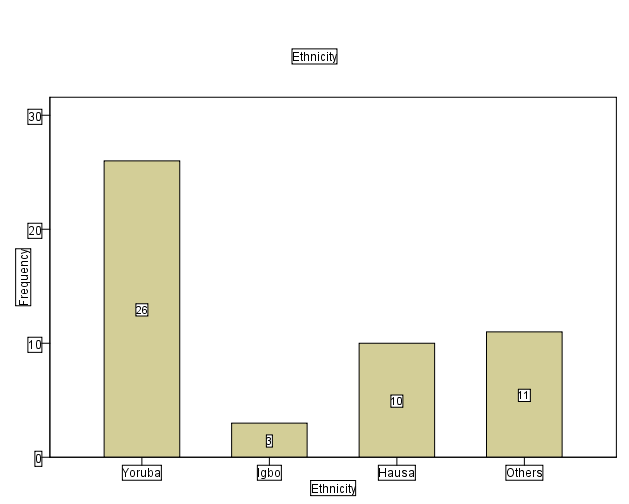 Ethnicity
30
20
10
0
Frequency
26
3
10
11
Yoruba
Igbo
Hausa
Others
Ethnicity